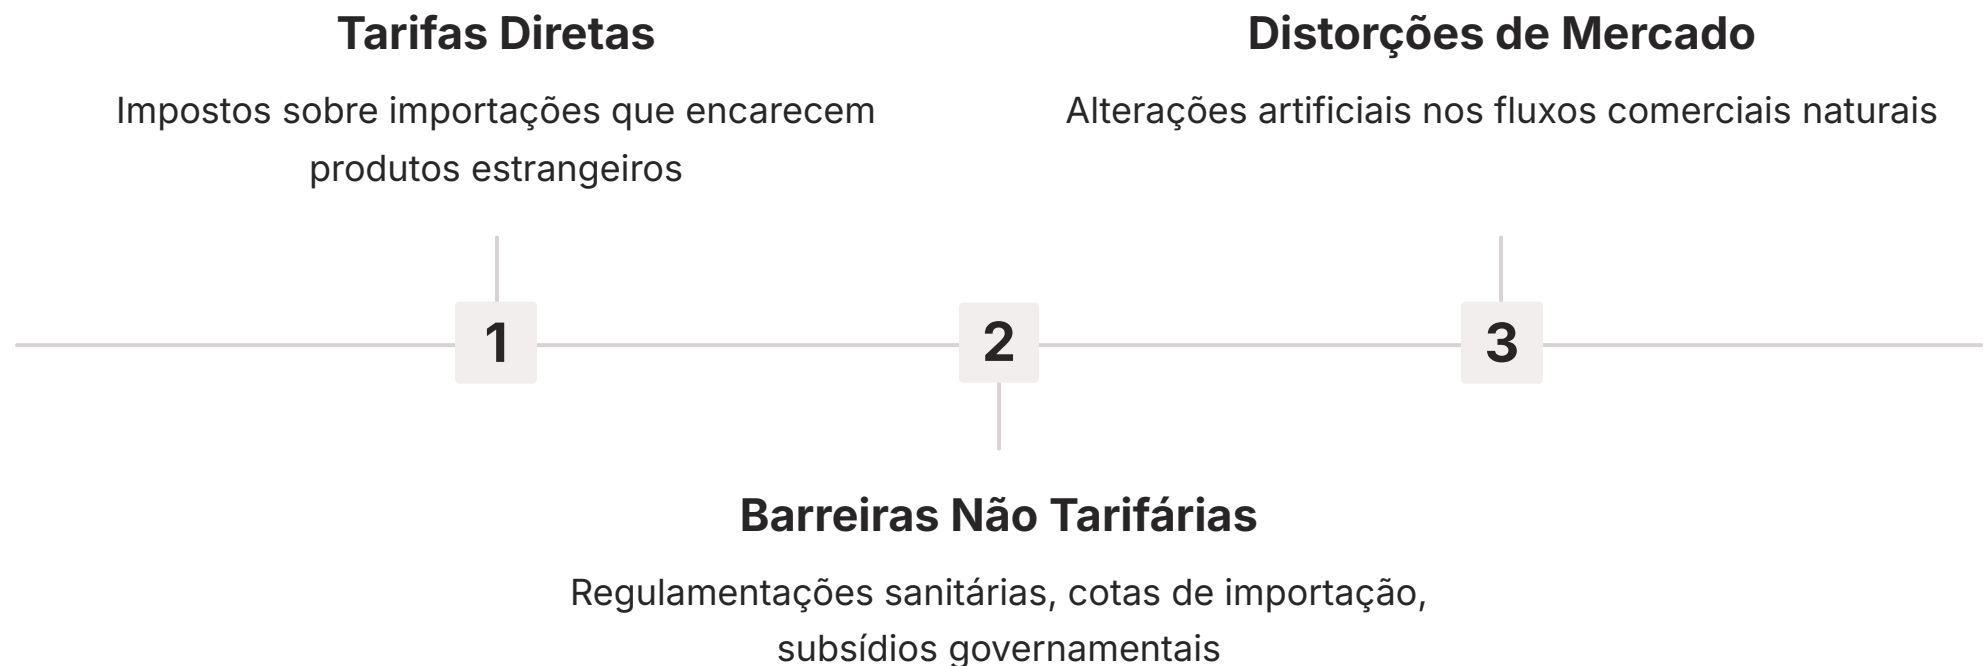 Tarifas Diretas
Impostos sobre importações que encarecem
produtos estrangeiros
Distorções de Mercado
Alterações artificiais nos fluxos comerciais naturais
1
2
3
Barreiras Não Tarifárias
Regulamentações sanitárias, cotas de importação,
subsídios governamentais